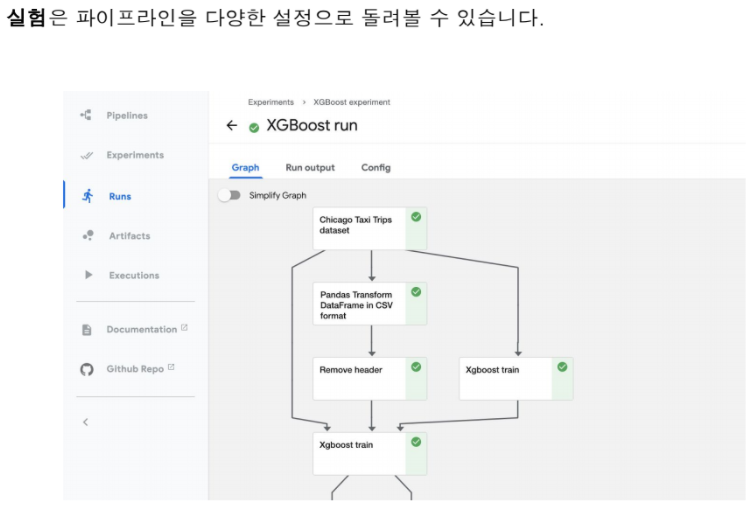 실험은 파이프라인을 다양한 설정으로 돌려볼 수 있습니다.
Experiments > XGBoost experiment
← XGBoost run
Graph Run output Config
Simplify Graph
Pipelines
Experiments
Runs
Artifacts
Executions
Documentation
Github Repo
Chicago Taxi Trips
dataset
Pandas Transform
DataFrame in CSV
format
Remove header
Xgboost train
Xgboost train